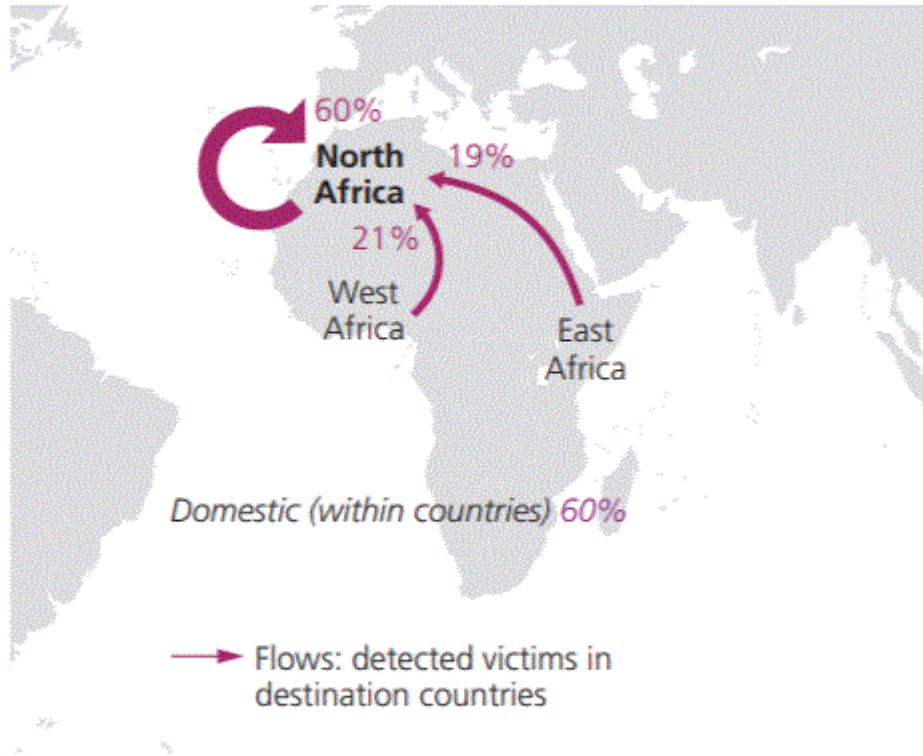 60%
North
Africa
19%
21%
West
Africa
East
Africa
Domestic (within countries) 60%
Flows: detected victims in
destination countries